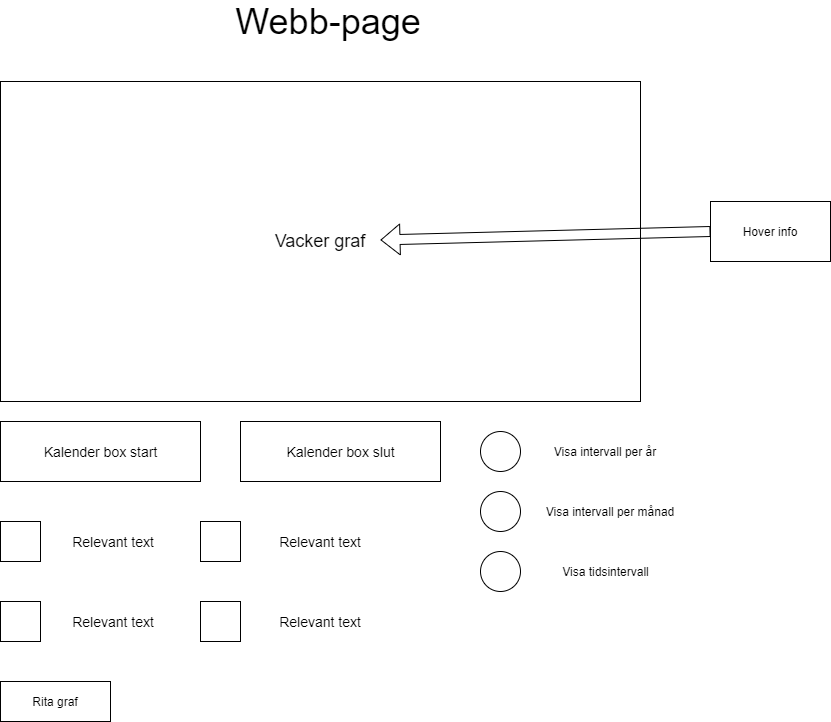 Webb-page
Vacker graf
Hover info
Kalender box start
Kalender box slut
Visa intervall per år
Visa intervall per månad
Relevant text
Relevant text
Visa tidsintervall
Relevant text
Relevant text
Rita graf